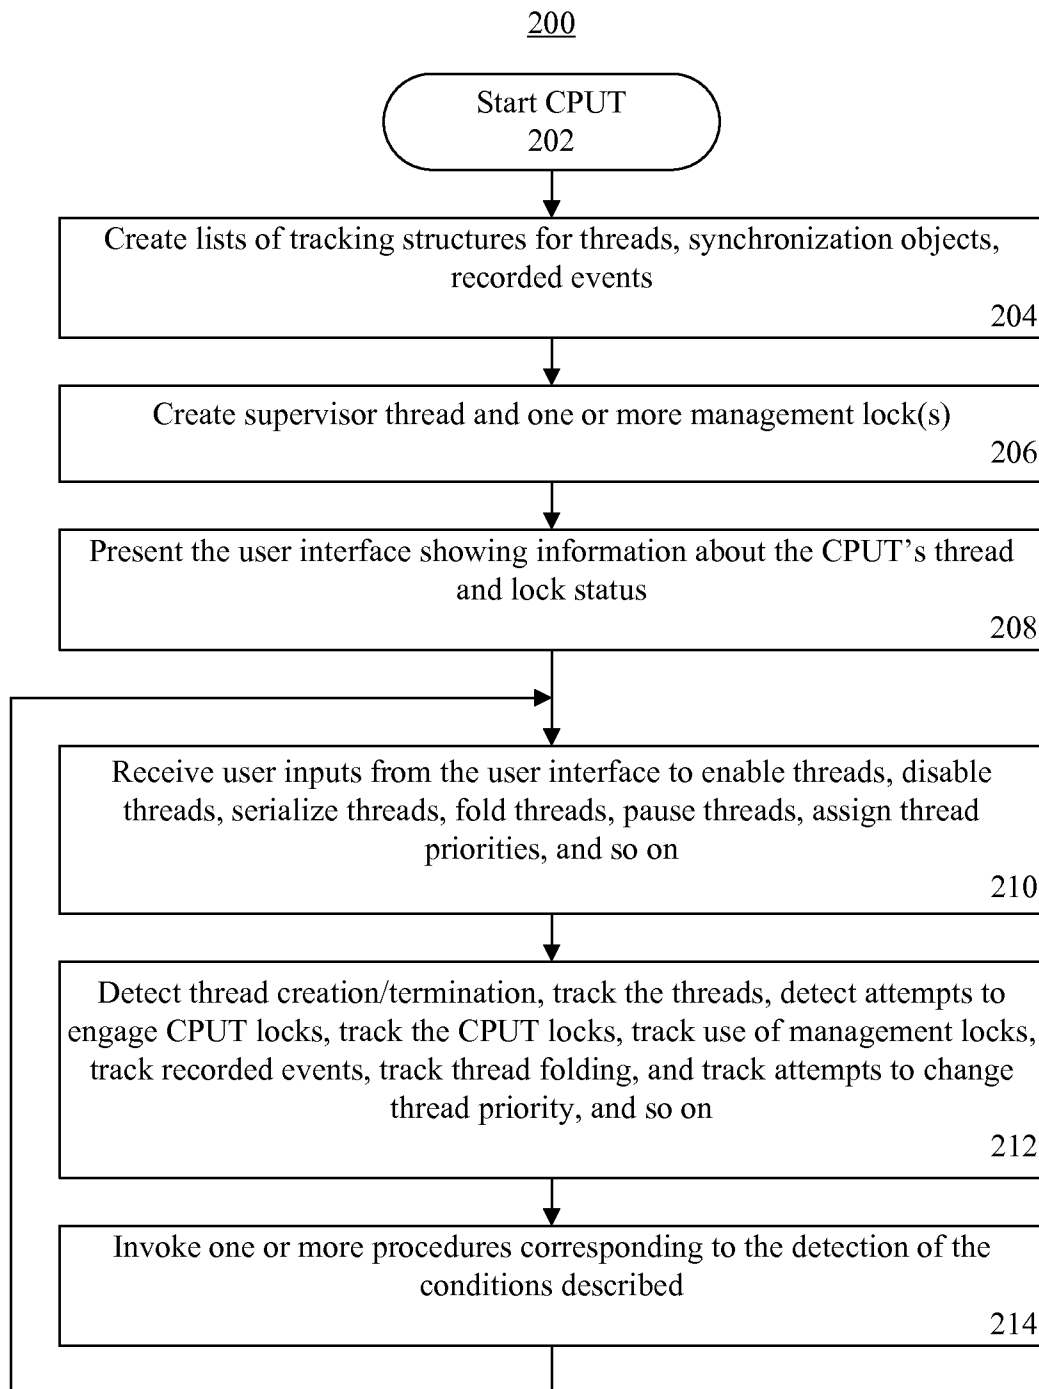 200
Start CPUT
202
Create lists of tracking structures for threads, synchronization objects,
recorded events
204
Create supervisor thread and one or more management lock(s)
206
Present the user interface showing information about the CPUT’s thread
and lock status
208
Receive user inputs from the user interface to enable threads, disable
threads, serialize threads, fold threads, pause threads, assign thread
priorities, and so on
210
Detect thread creation/termination, track the threads, detect attempts to
engage CPUT locks, track the CPUT locks, track use of management locks,
track recorded events, track thread folding, and track attempts to change
thread priority, and so on
212
Invoke one or more procedures corresponding to the detection of the
conditions described
214